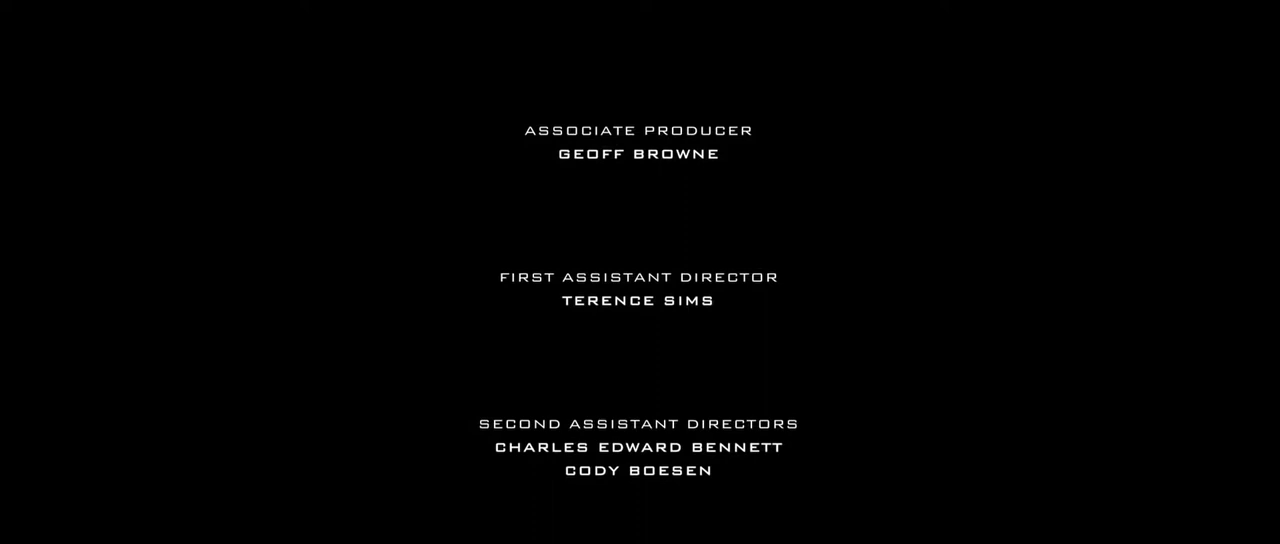 ASSOCIATE PRODUCER
GEOFF BROWNE
FIRST ASSISTANT DIRECTOR
TERENCE SIMS
SECOND ASSISTANT DIRECTORS
CHARLES EDWARD BENNETT
CODY BOESEN